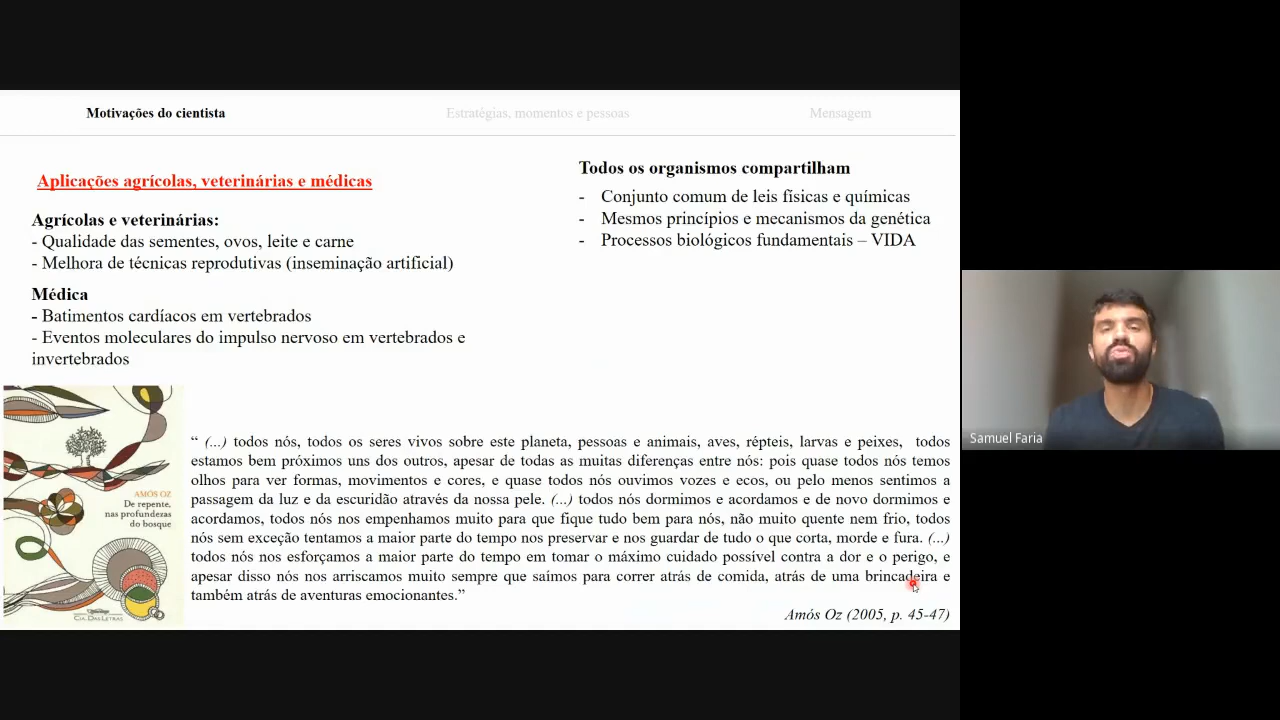 Motivações do cientista
Estratégias, momentos e pessoas
Mensagem
Aplicações agrícolas, veterinárias e médicas
Agrícolas e veterinárias:
- Qualidade das sementes, ovos, leite e carne
- Melhora de técnicas reprodutivas (inseminação artificial)
Médica
- Batimentos cardíacos em vertebrados
- Eventos moleculares do impulso nervoso em vertebrados e
invertebrados
Todos os organismos compartilham
- Conjunto comum de leis físicas e químicas
- Mesmos princípios e mecanismos da genética
- Processos biológicos fundamentais – VIDA
AMÓS OZ
De repente,
nas profundezas
do bosque
CIA. DAS LETRAS
“ (...) todos nós, todos os seres vivos sobre este planeta, pessoas e animais, aves, répteis, larvas e peixes, todos
estamos bem próximos uns dos outros, apesar de todas as muitas diferenças entre nós: pois quase todos nós temos
olhos para ver formas, movimentos e cores, e quase todos nós ouvimos vozes e ecos, ou pelo menos sentimos a
passagem da luz e da escuridão através da nossa pele. (...) todos nós dormimos e acordamos e de novo dormimos e
acordamos, todos nós nos empenhamos muito para que fique tudo bem para nós, não muito quente nem frio, todos
nós sem exceção tentamos a maior parte do tempo nos preservar e nos guardar de tudo o que corta, morde e fura. (...)
todos nós nos esforçamos a maior parte do tempo em tomar o máximo cuidado possível contra a dor e o perigo, e
apesar disso nós nos arriscamos muito sempre que saímos para correr atrás de comida, atrás de uma brincadeira e
também atrás de aventuras emocionantes.”
Amós Oz (2005, p. 45-47)
Samuel Faria